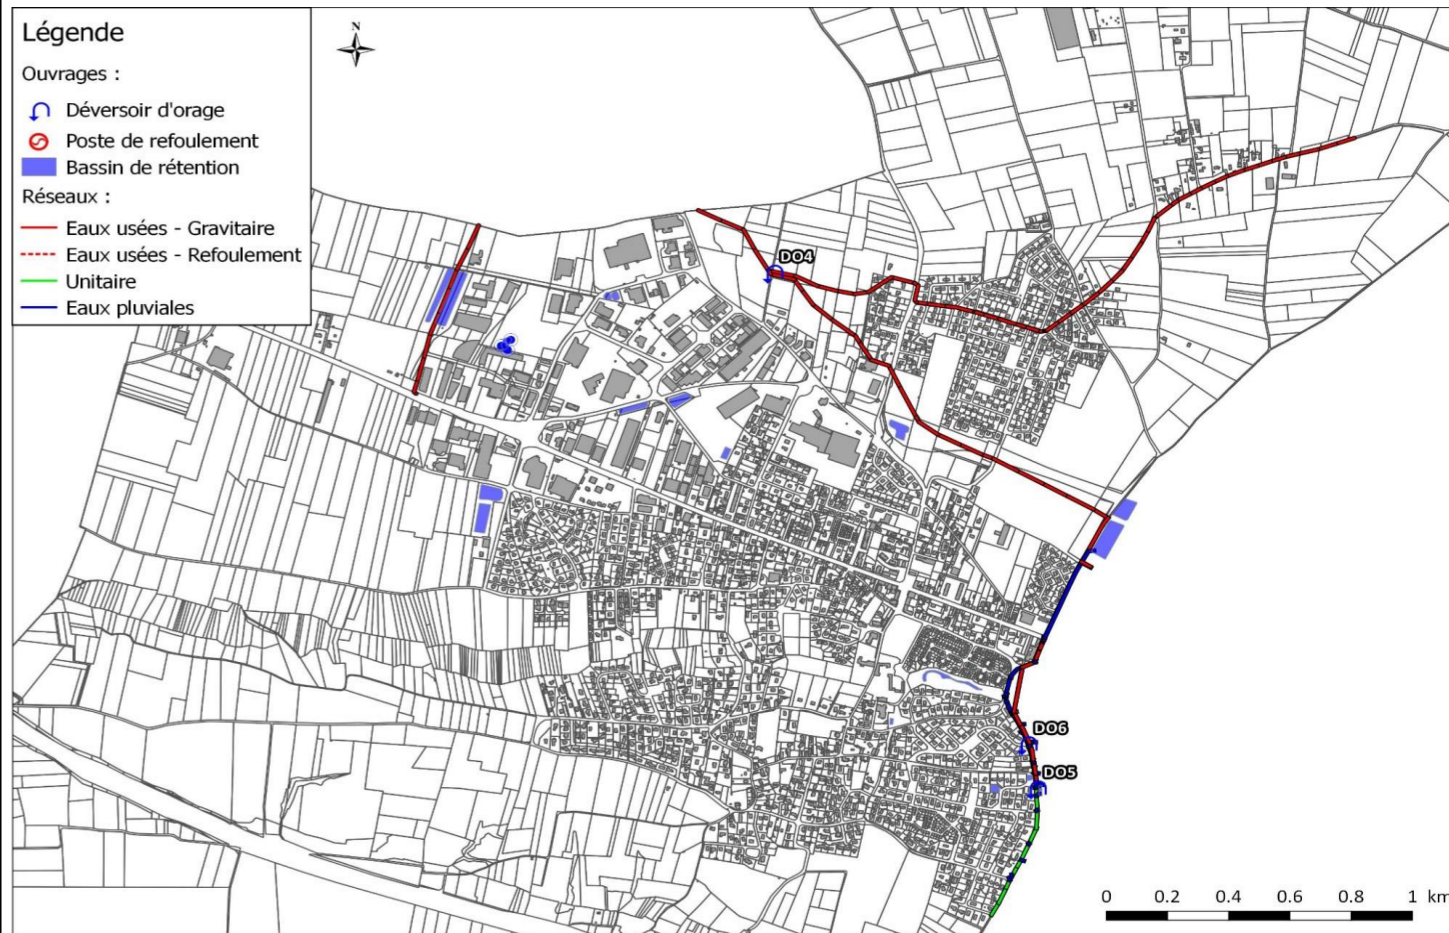 Légende
N
Ouvrages :
Déversoir d'orage
Poste de refoulement
Bassin de rétention
Réseaux :
Eaux usées - Gravitaire
Eaux usées - Refoulement
Unitaire
Eaux pluviales
DO4
DO6
DO5
0 0.2 0.4 0.6 0.8 1 km